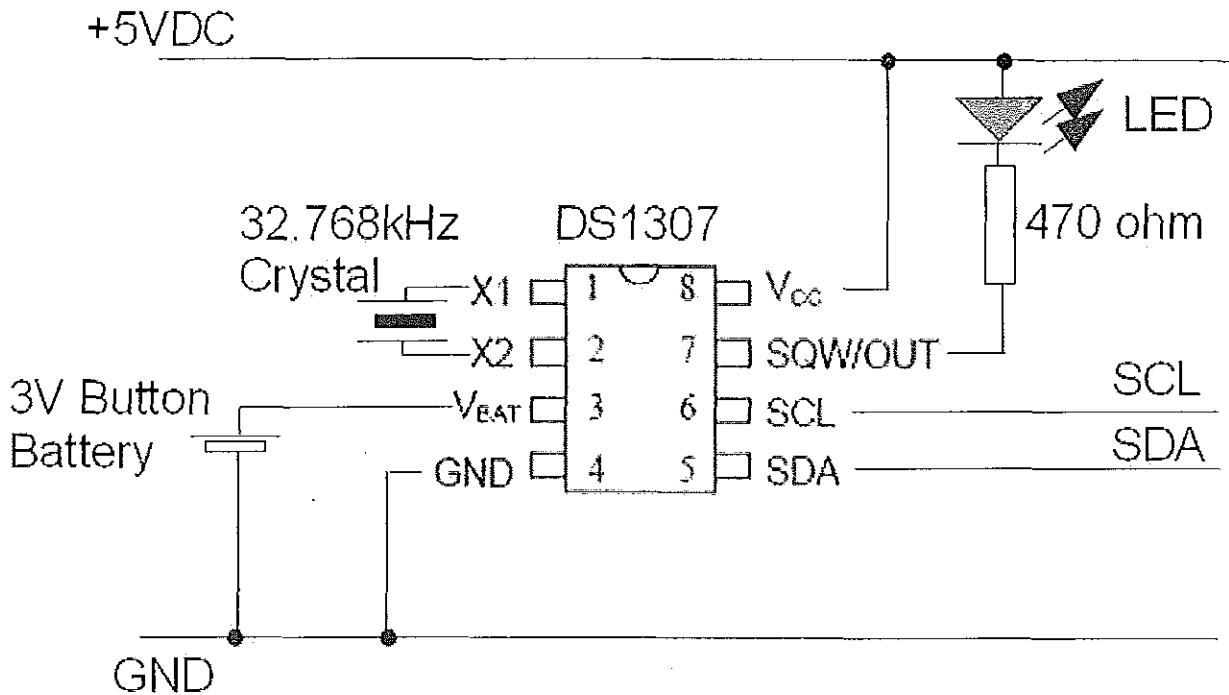 +5VDC
LED
470 ohm
32.768kHz
Crystal
DS1307
X1 1 8 Vcc
X2 2 7 SQW/OUT
3V Button
Battery
VBAT 3 6 SCL
SCL
GND 4 5 SDA
SDA
GND